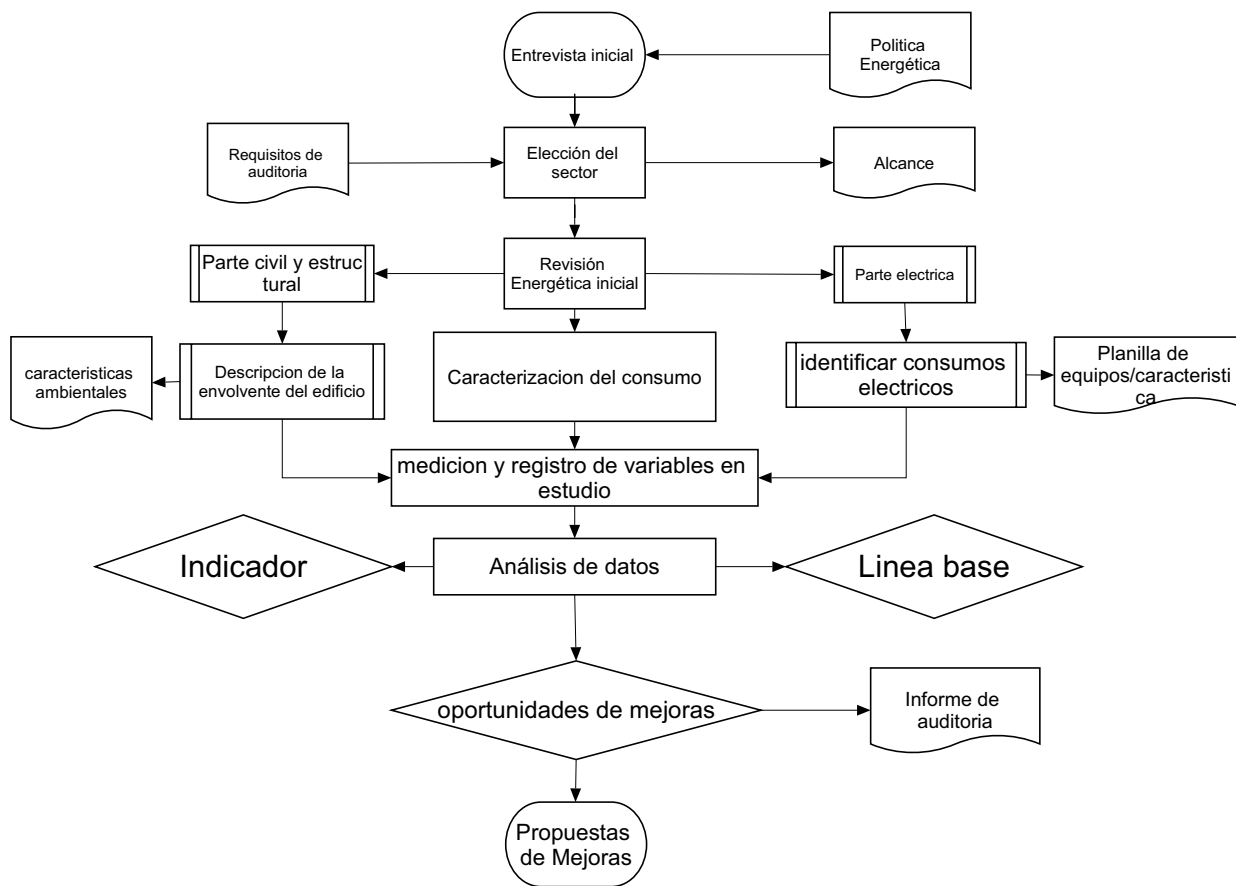 Entrevista inicial
Politica
Energética
Requisitos de
auditoria
Elección del
sector
Alcance
Parte civil y estruc
tural
Revisión
Energética inicial
Parte electrica
caracteristicas
ambientales
Descripcion de la
envolvente del edificio
Caracterizacion del consumo
identificar consumos
electricos
Planilla de
equipos/caracteristi
ca
medicion y registro de variables en
estudio
Indicador
Análisis de datos
Linea base
oportunidades de mejoras
Informe de
auditoria
Propuestas
de Mejoras